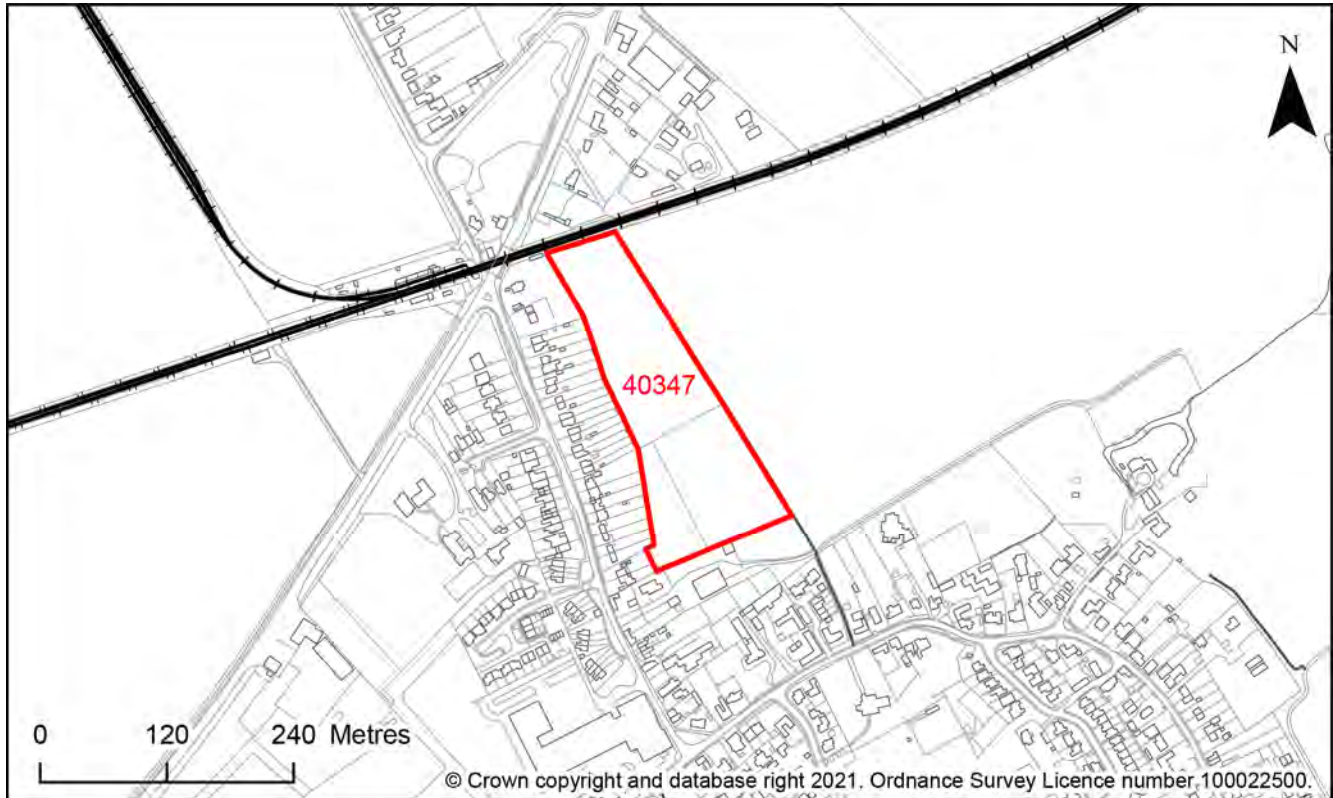 N
40347
0 120 240 Metres
© Crown copyright and database right 2021. Ordnance Survey Licence number 100022500.